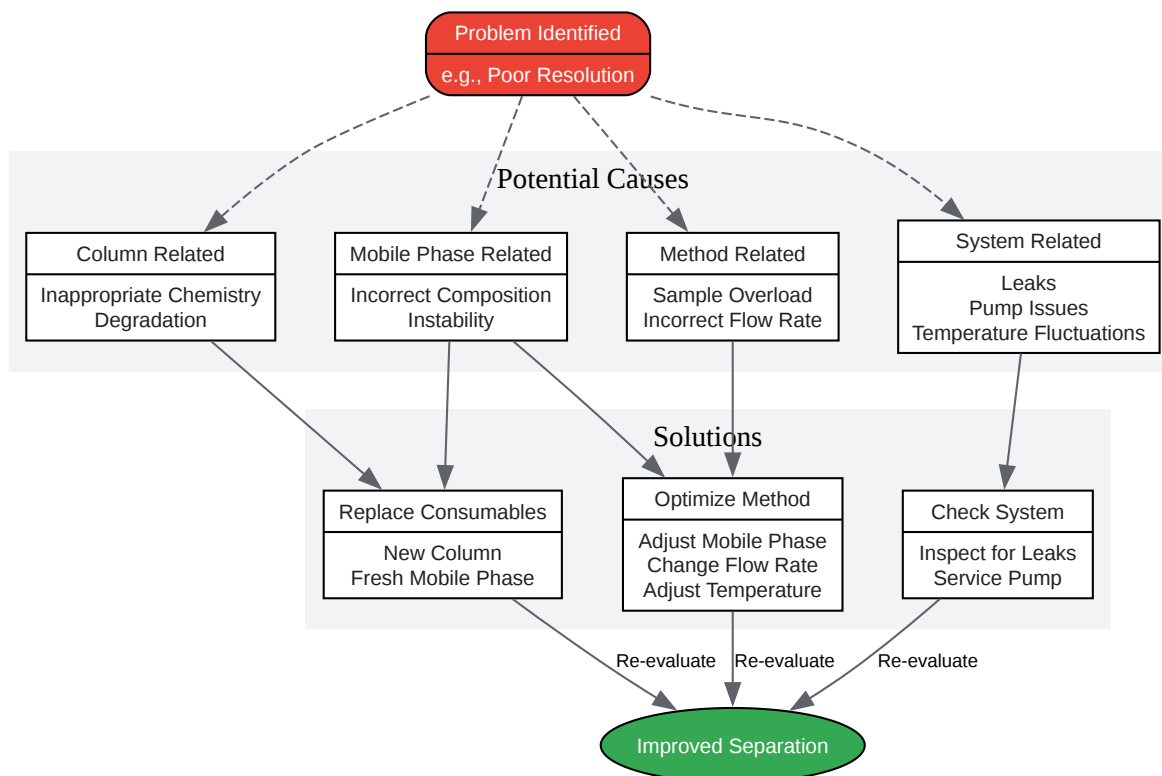 Problem Identified
e.g., Poor Resolution
Potential Causes
Column Related
Inappropriate Chemistry
Degradation
Mobile Phase Related
Incorrect Composition
Instability
Method Related
Sample Overload
Incorrect Flow Rate
System Related
Leaks
Pump Issues
Temperature Fluctuations
Solutions
Replace Consumables
New Column
Fresh Mobile Phase
Optimize Method
Adjust Mobile Phase
Change Flow Rate
Adjust Temperature
Check System
Inspect for Leaks
Service Pump
Re-evaluate
Re-evaluate
Re-evaluate
Improved Separation